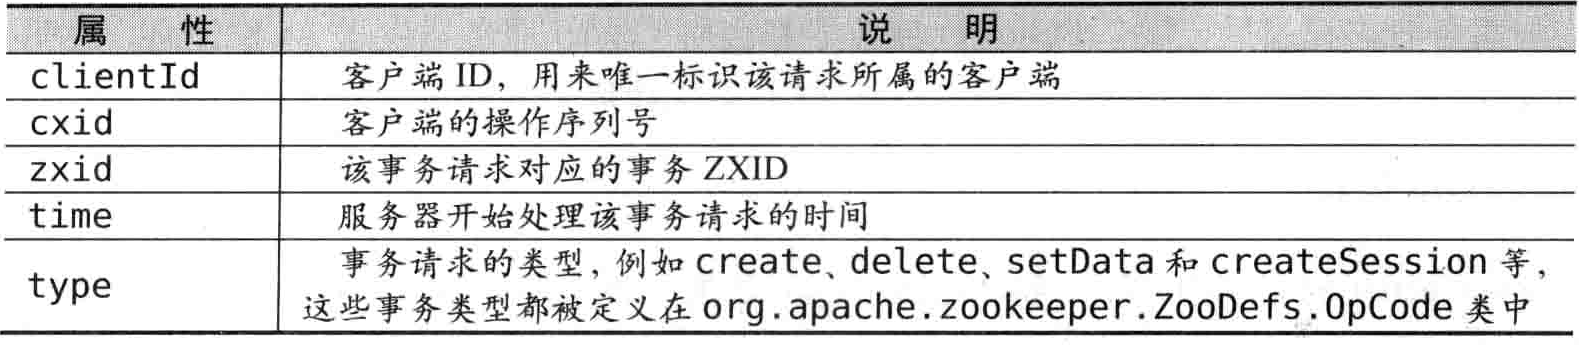 属 性 说 明
clientId 客户端 ID，用来唯一标识该请求所属的客户端
cxid 客户端的操作序列号
zxid 该事务请求对应的事务 ZXID
time 服务器开始处理该事务请求的时间
type 事务请求的类型，例如 create、delete、setData 和 createSession 等，
这些事务类型都被定义在 org.apache.zookeeper.ZooDefs.OpCode 类中